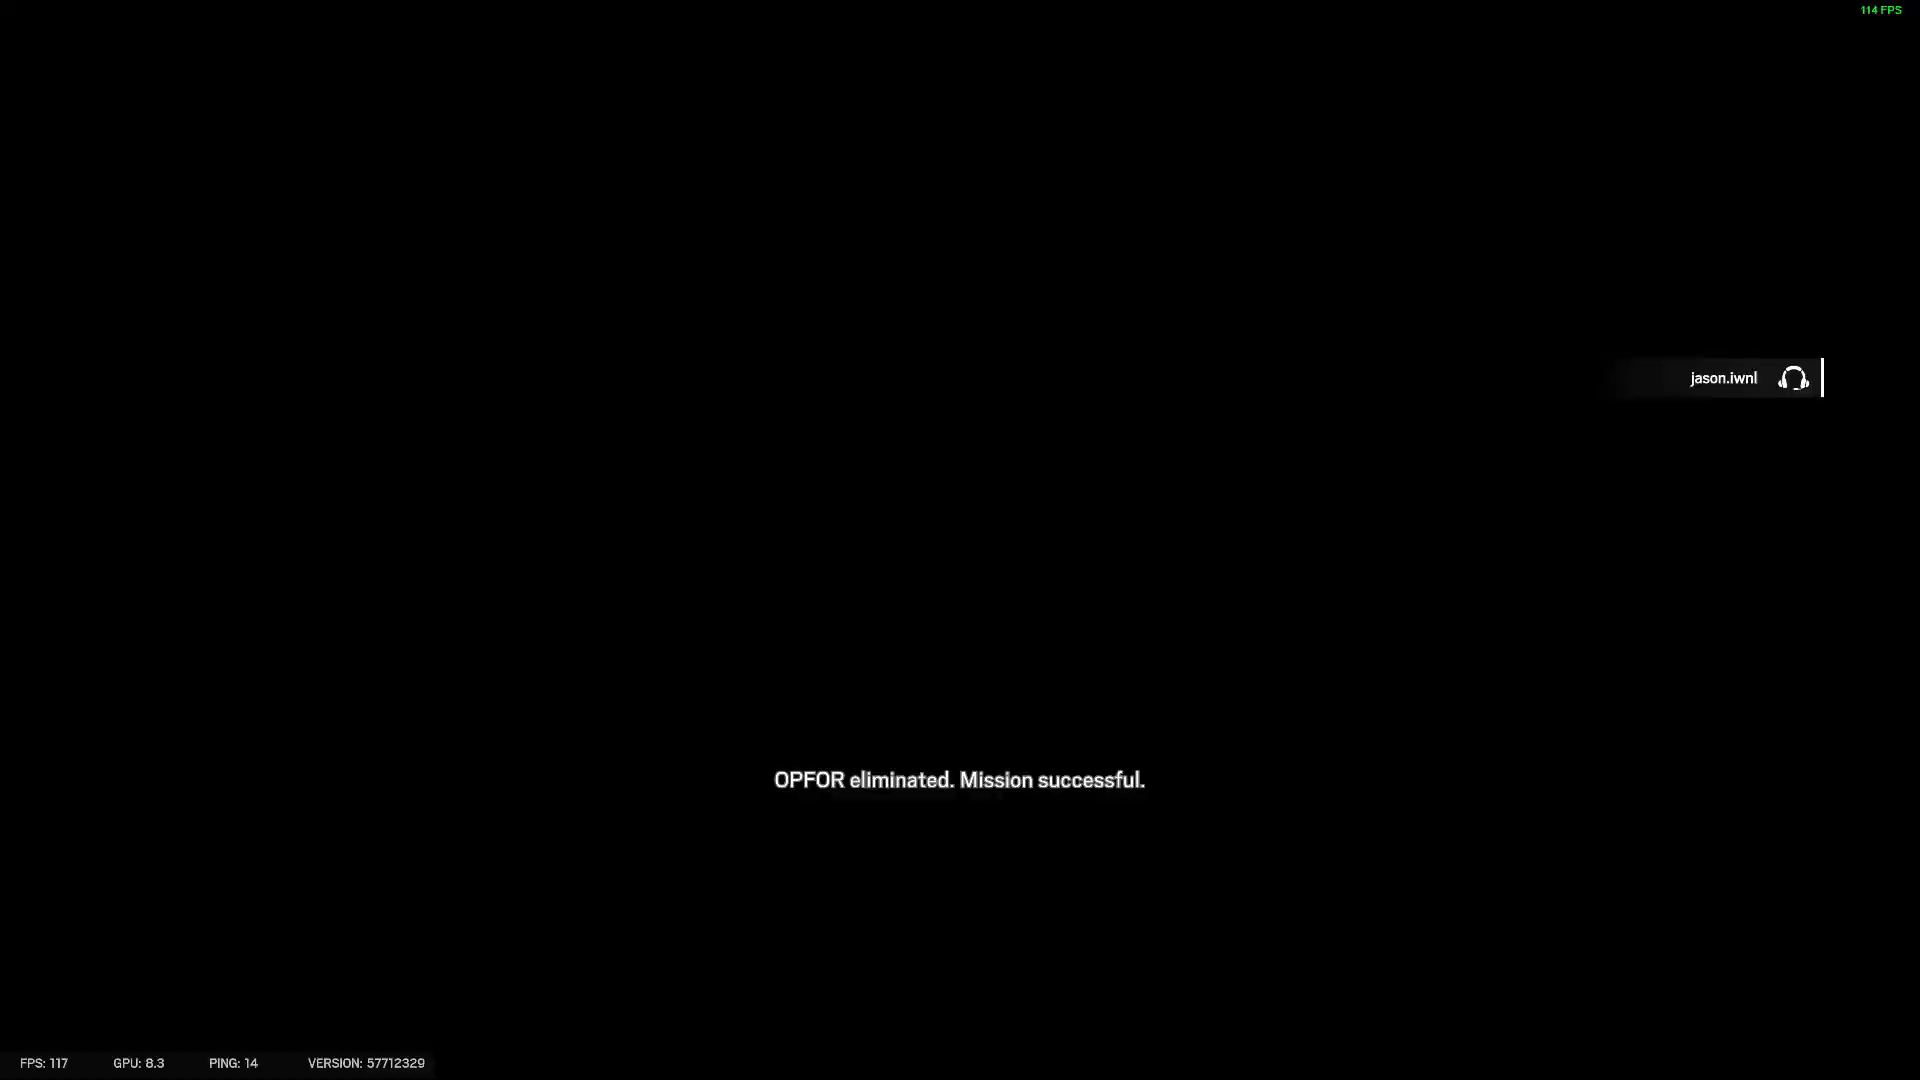 114 FPS
jason.iwnl
OPFOR eliminated. Mission successful.
FPS: 117 GPU: 8.3 PING: 14 VERSION: 57712329